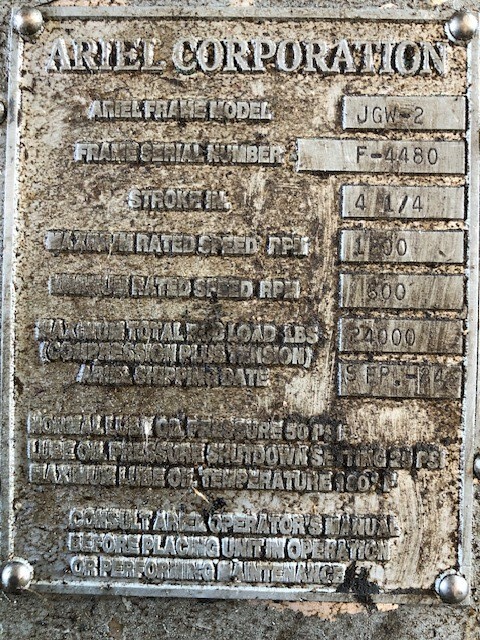 ARIEL CORPORATION
ARIEL FRAME MODEL JGW-2
FRAME SERIAL NUMBER F-4480
STROKE IN. 4 1/4
MAXIMUM RATED SPEED RPM
MINIMUM RATED SPEED RPM 600
MAXIMUM TOTAL ROD LOAD LBS 24000
(COMPRESSION PLUS TENSION)
ARIEL SHIPPING DATE SEP.
NORMAL LUBE OIL PRESSURE 50 PSI
LUBE OIL PRESSURE SHUTDOWN SETTING PSI
MAXIMUM LUBE OIL TEMPERATURE
CONSULT ARIEL OPERATOR'S MANUAL
BEFORE PLACING UNIT IN OPERATION
OR PERFORMING MAINTENANCE